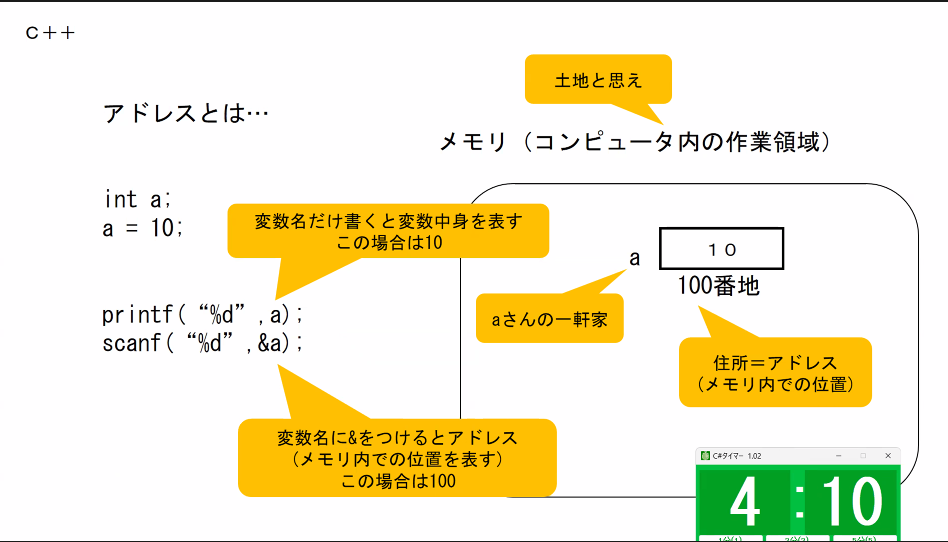 C++
土地と思え
アドレスとは…
メモリ（コンピュータ内の作業領域）
int a;
a = 10;
変数名だけ書くと変数中身を表す
この場合は10
a
１０
100番地
printf(“%d”,a);
scanf(“%d”,&a);
aさんの一軒家
住所＝アドレス
（メモリ内での位置）
変数名に&をつけるとアドレス
（メモリ内での位置を表す）
この場合は100
C#タイマー 1.02
4:10